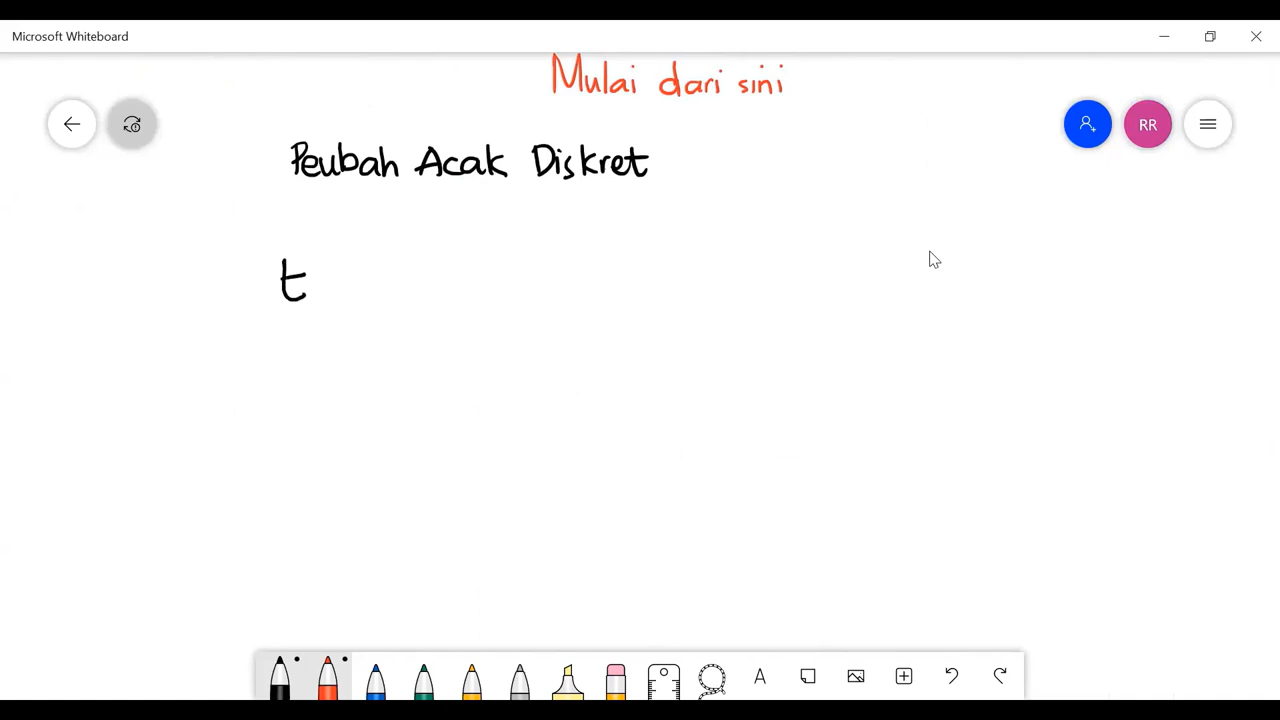 Microsoft Whiteboard
Mulai dari sini
RR
Peubah Acak Diskret
t
A